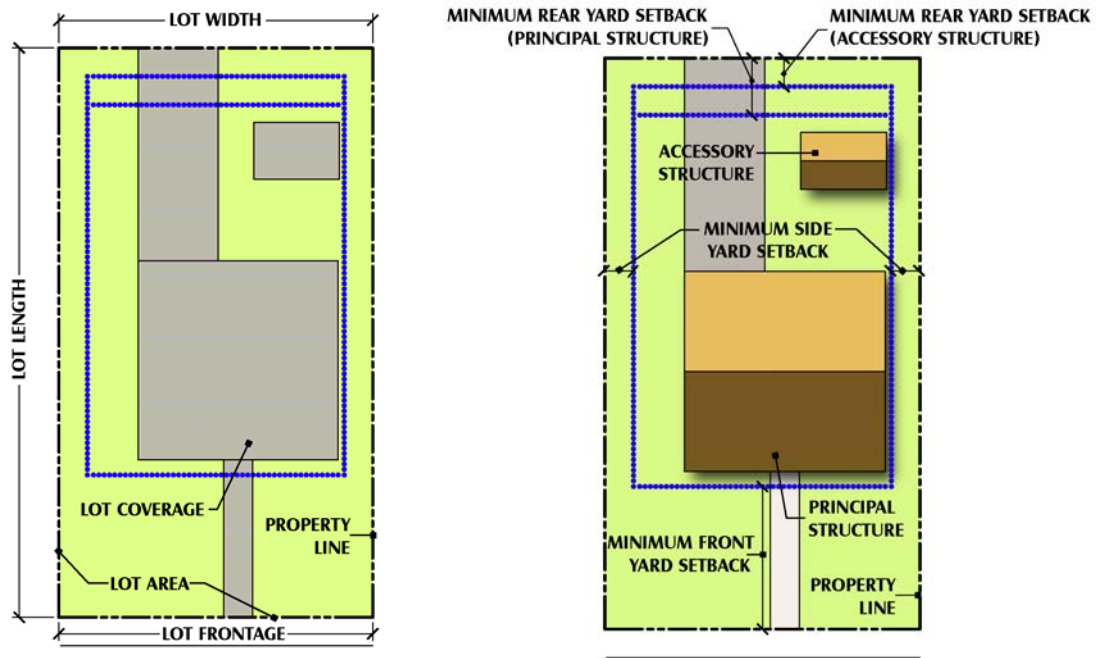 LOT WIDTH
LOT LENGTH
LOT COVERAGE
PROPERTY
LINE
LOT AREA
LOT FRONTAGE
MINIMUM REAR YARD SETBACK
(PRINCIPAL STRUCTURE)
MINIMUM REAR YARD SETBACK
(ACCESSORY STRUCTURE)
ACCESSORY
STRUCTURE
MINIMUM SIDE
YARD SETBACK
PRINCIPAL
STRUCTURE
MINIMUM FRONT
YARD SETBACK
PROPERTY
LINE